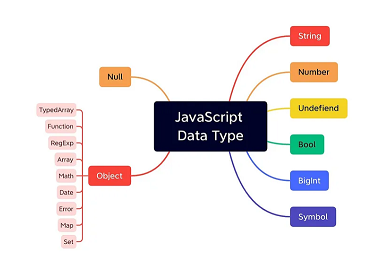 String
Null
Number
TypedArray
Function
RegExp
Array
Math
Date
Error
Map
Set
Object
JavaScript
Data Type
Undefiend
Bool
BigInt
Symbol